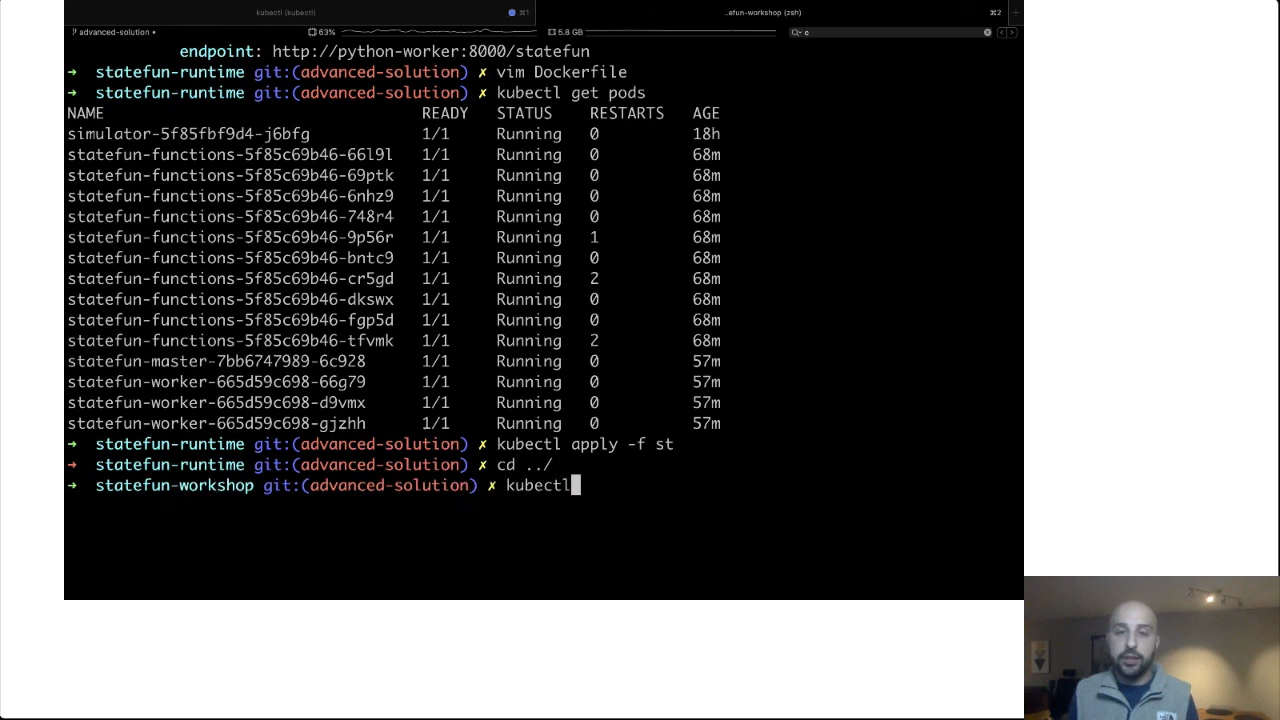 kubectl (kubectl)
⌘1
..efun-workshop (zsh)
⌘2
advanced-solution •
63%
5.8 GB
e
endpoint: http://python-worker:8000/statefun
➜ statefun-runtime git:(advanced-solution) ✗ vim Dockerfile
➜ statefun-runtime git:(advanced-solution) ✗ kubectl get pods
NAME READY STATUS RESTARTS AGE
simulator-5f85fbf9d4-j6bfg 1/1 Running 0 18h
statefun-functions-5f85c69b46-66l9l 1/1 Running 0 68m
statefun-functions-5f85c69b46-69ptk 1/1 Running 0 68m
statefun-functions-5f85c69b46-6nhz9 1/1 Running 0 68m
statefun-functions-5f85c69b46-748r4 1/1 Running 0 68m
statefun-functions-5f85c69b46-9p56r 1/1 Running 1 68m
statefun-functions-5f85c69b46-bntc9 1/1 Running 0 68m
statefun-functions-5f85c69b46-cr5gd 1/1 Running 2 68m
statefun-functions-5f85c69b46-dkswx 1/1 Running 0 68m
statefun-functions-5f85c69b46-fgp5d 1/1 Running 0 68m
statefun-functions-5f85c69b46-tfvmk 1/1 Running 2 68m
statefun-master-7bb6747989-6c928 1/1 Running 0 57m
statefun-worker-665d59c698-66g79 1/1 Running 0 57m
statefun-worker-665d59c698-d9vmx 1/1 Running 0 57m
statefun-worker-665d59c698-gjzhh 1/1 Running 0 57m
➜ statefun-runtime git:(advanced-solution) ✗ kubectl apply -f st
➜ statefun-runtime git:(advanced-solution) ✗ cd ../
➜ statefun-workshop git:(advanced-solution) ✗ kubectl